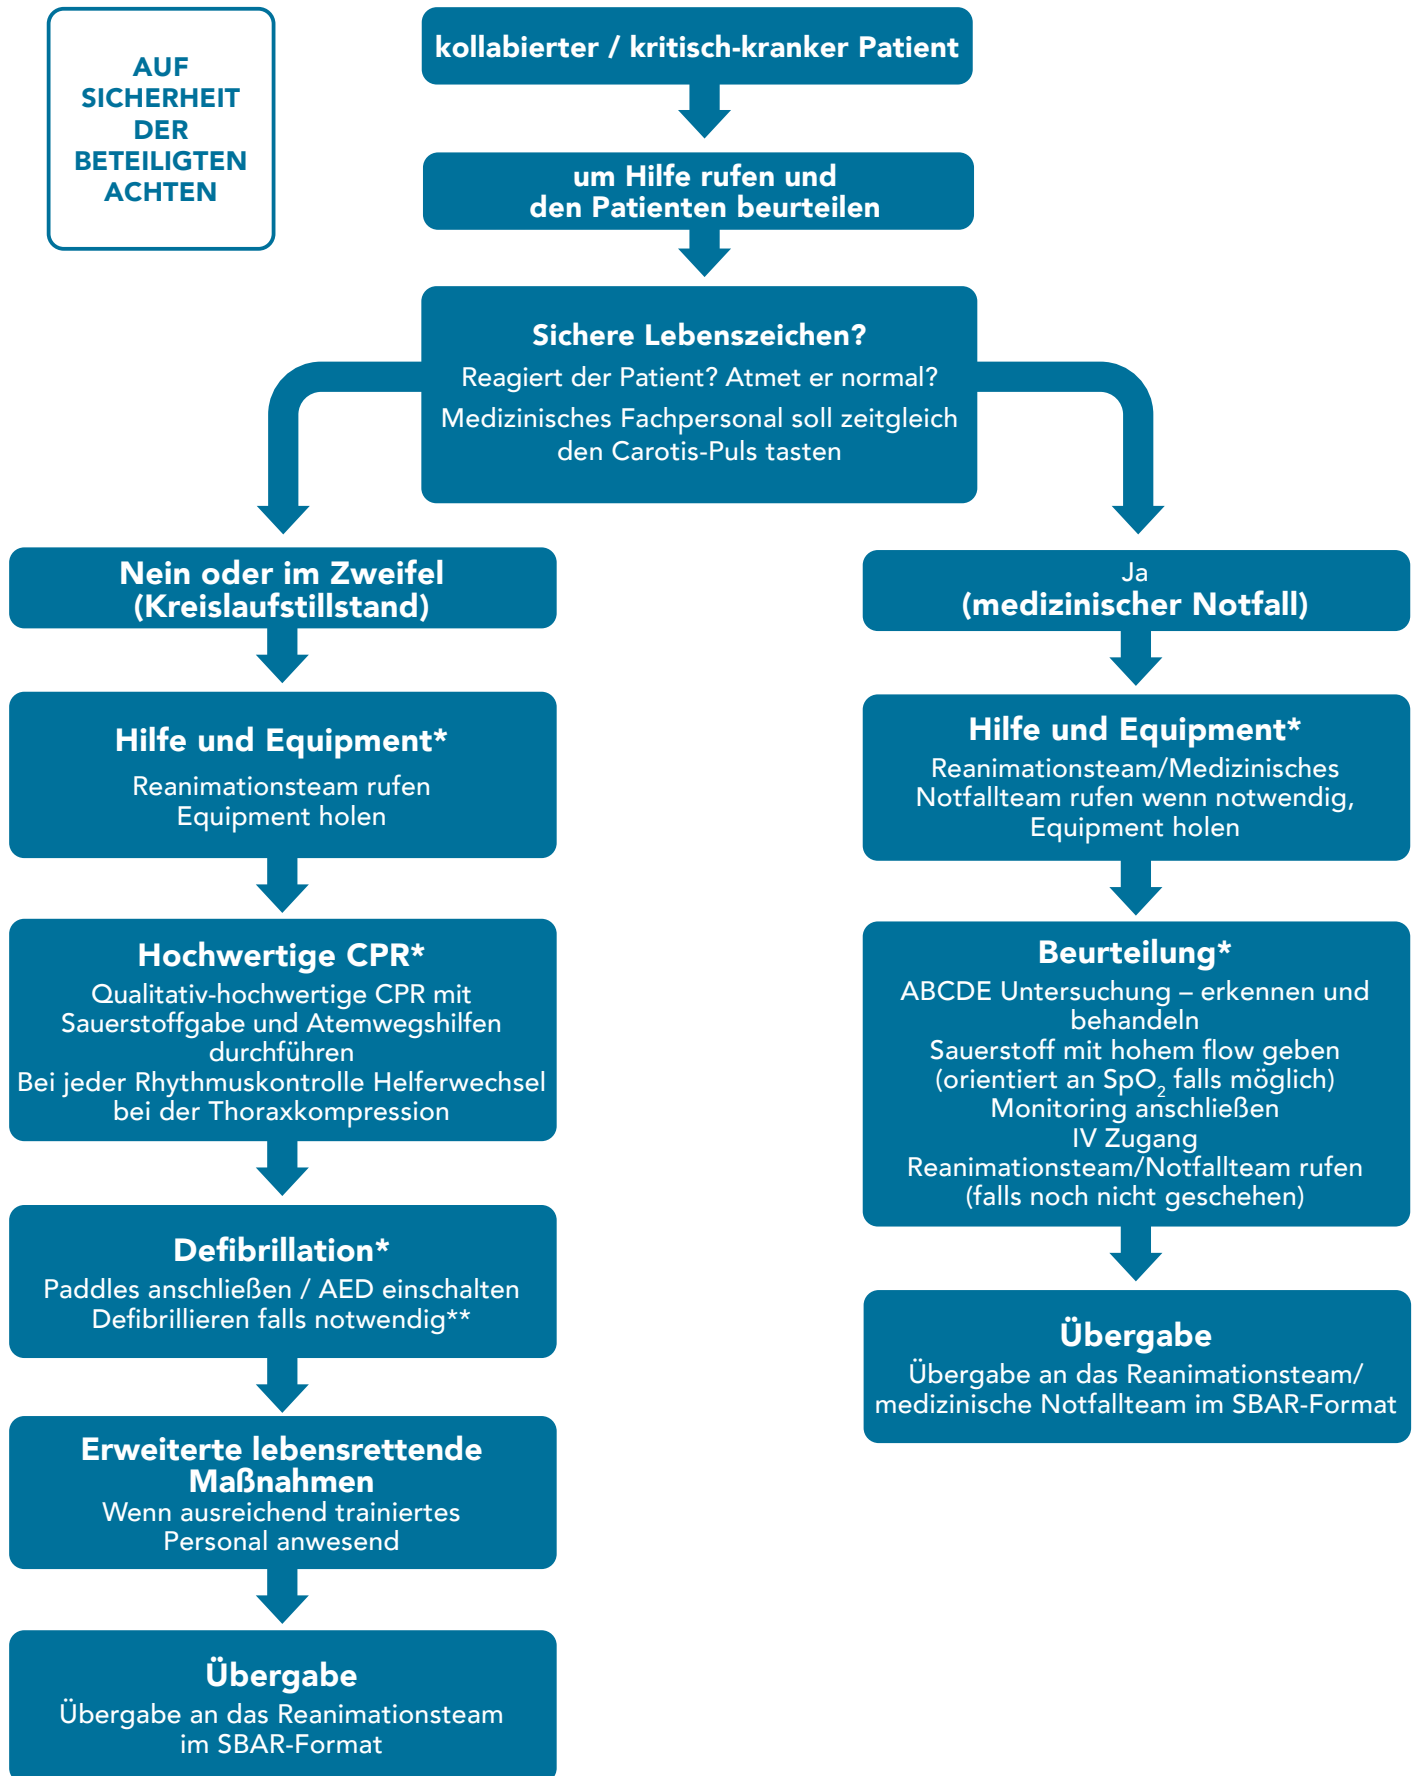 AUF
SICHERHEIT
DER
BETEILIGTEN
ACHTEN
kollabierter / kritisch-kranker Patient
um Hilfe rufen und
den Patienten beurteilen
Sichere Lebenszeichen?
Reagiert der Patient? Atmet er normal?
Medizinisches Fachpersonal soll zeitgleich
den Carotis-Puls tasten
Nein oder im Zweifel
(Kreislaufstillstand)
Hilfe und Equipment*
Reanimationsteam rufen
Equipment holen
Hochwertige CPR*
Qualitativ-hochwertige CPR mit
Sauerstoffgabe und Atemwegshilfen
durchführen
Bei jeder Rhythmuskontrolle Helferwechsel
bei der Thoraxkompression
Defibrillation*
Paddles anschließen / AED einschalten
Defibrillieren falls notwendig**
Erweiterte lebensrettende
Maßnahmen
Wenn ausreichend trainiertes
Personal anwesend
Übergabe
Übergabe an das Reanimationsteam
im SBAR-Format
Ja
(medizinischer Notfall)
Hilfe und Equipment*
Reanimationsteam/Medizinisches
Notfallteam rufen wenn notwendig,
Equipment holen
Beurteilung*
ABCDE Untersuchung – erkennen und
behandeln
Sauerstoff mit hohem flow geben
(orientiert an SpO₂ falls möglich)
Monitoring anschließen
IV Zugang
Reanimationsteam/Notfallteam rufen
(falls noch nicht geschehen)
Übergabe
Übergabe an das Reanimationsteam/
medizinische Notfallteam im SBAR-Format